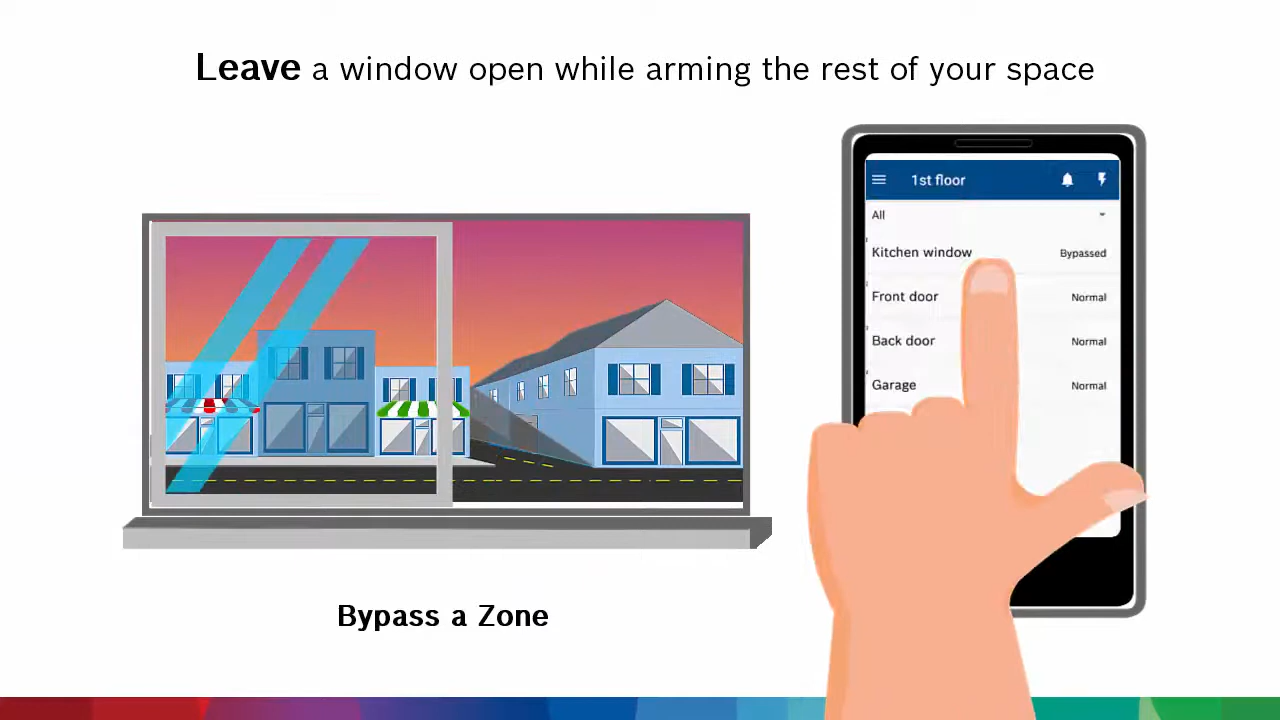 Leave a window open while arming the rest of your space
1st floor
All
Kitchen window Bypassed
Front door Normal
Back door Normal
Garage Normal
Bypass a Zone